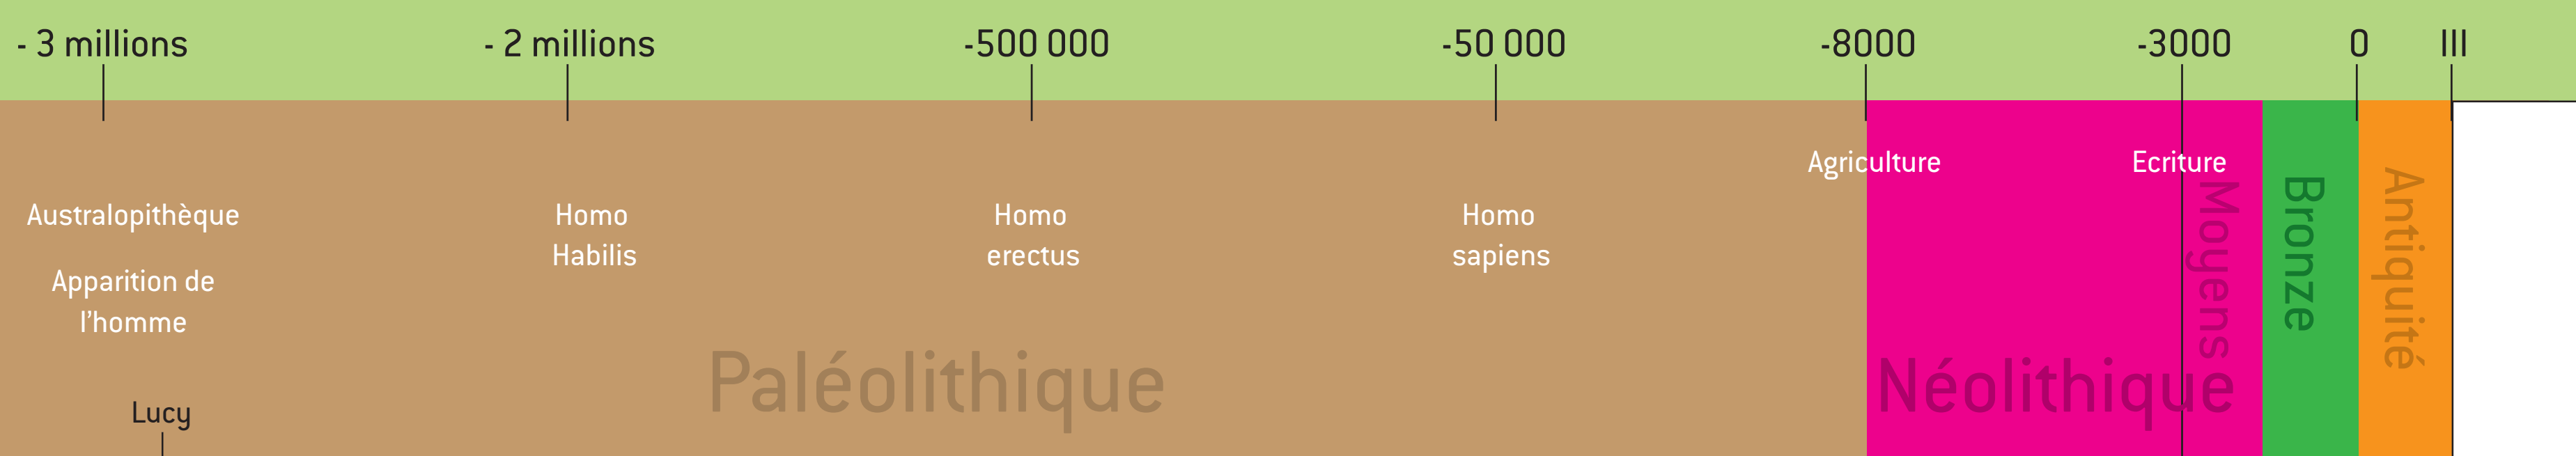 - 3 millions
- 2 millions
-500 000
-50 000
-8000
-3000
0
III
Agriculture
Ecriture
Australopithèque
Homo
Habilis
Homo
erectus
Homo
sapiens
Apparition de
l’homme
Lucy
Paléolithique
Néolithique
Moyens
Bronze
Antiquité